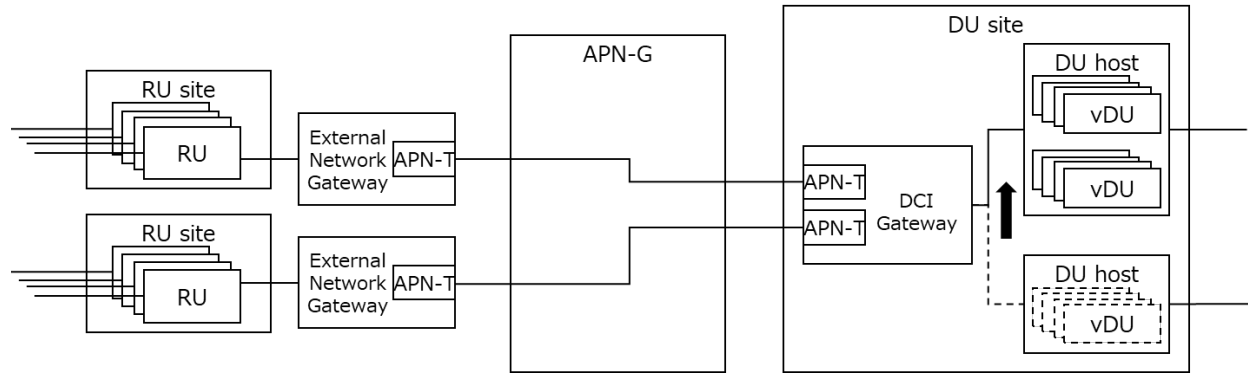 RU site
RU
External
Network
Gateway
APN-T
RU site
RU
External
Network
Gateway
APN-T
APN-G
DU site
APN-T
APN-T
DCI
Gateway
DU host
vDU
vDU
DU host
vDU